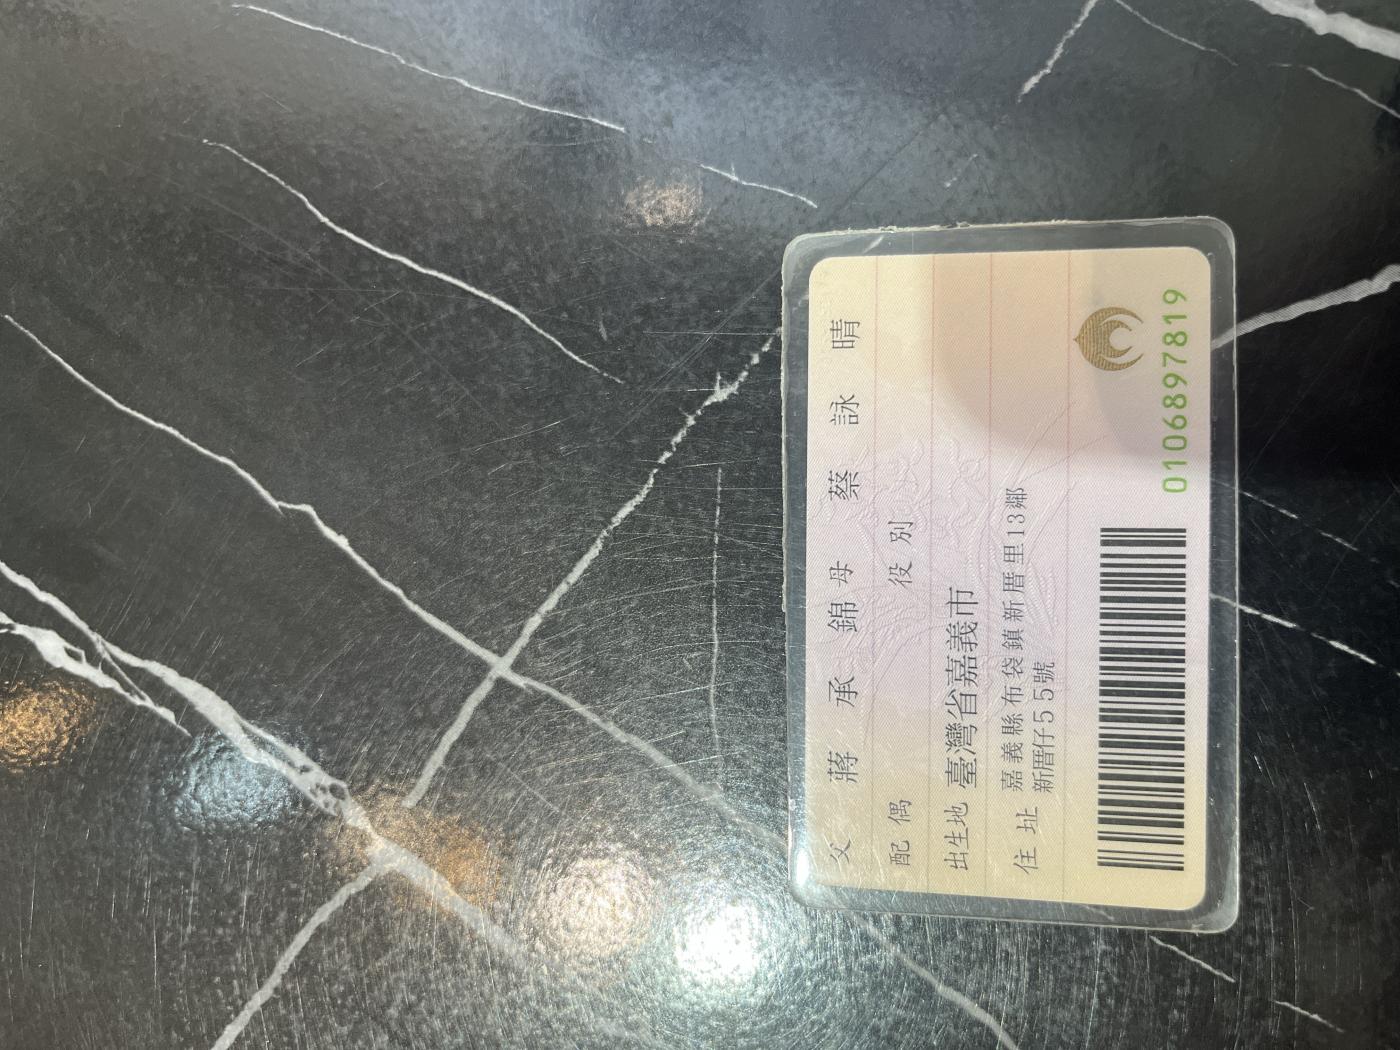 父 蔣承錦 母 蔡詠晴
配偶 役別
出生地 臺灣省嘉義市
住址 嘉義縣布袋鎮新厝里13鄰
新厝仔55號
0106897819